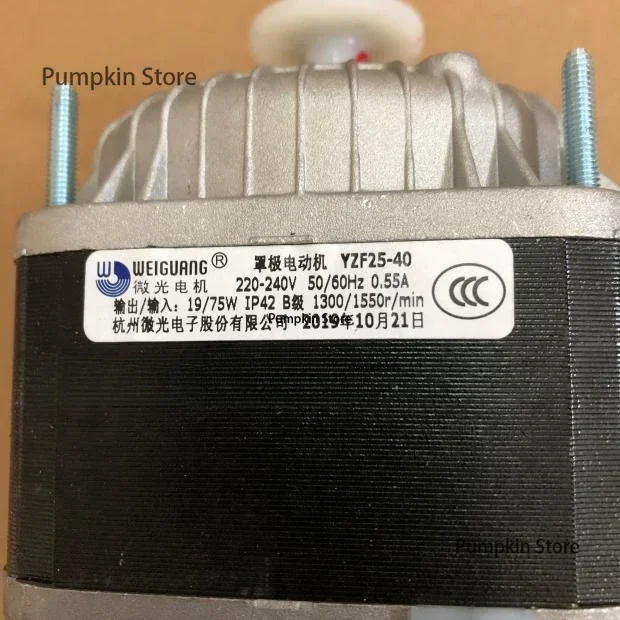 Pumpkin Store
WEIGUANG® 罩极电动机 YZF25-40
微光电机 220-240V 50/60Hz 0.55A
输出/输入: 19/75W IP42 B级 1300/1550r/min
杭州微光电子股份有限公司 2019年10月21日
CCC
Pumpkin Store
Pumpkin Store